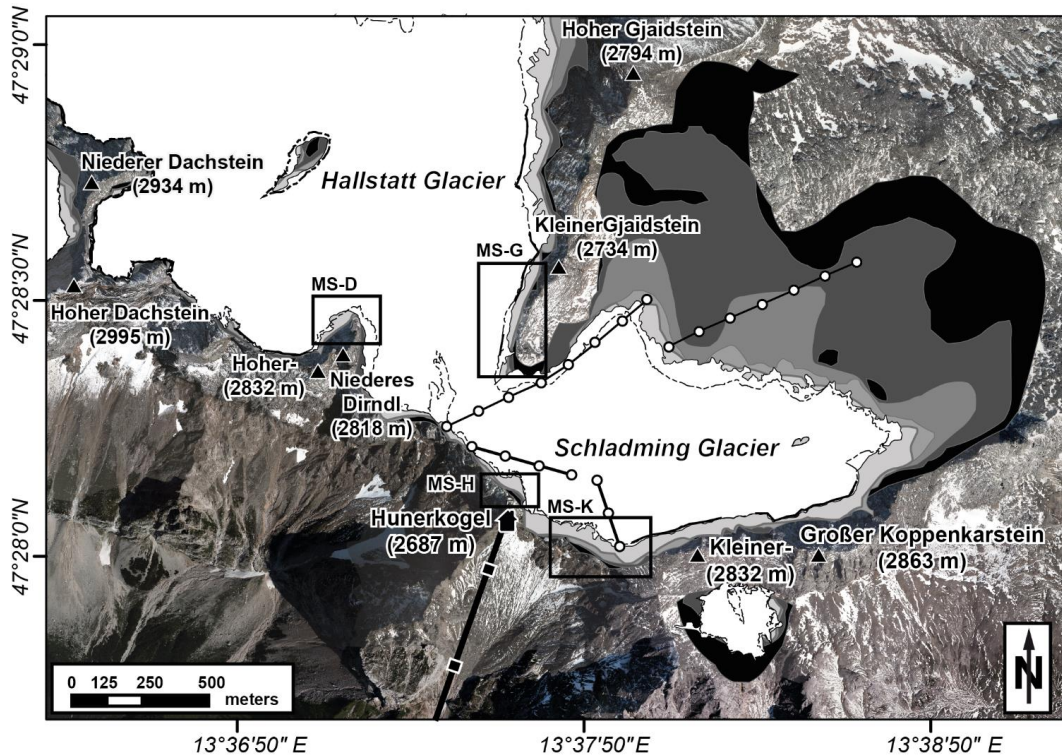 47°29'0"N
47°28'30"N
47°28'0"N
Hoher Gjaidstein
(2794 m)
Niederer Dachstein
(2934 m)
Hallstatt Glacier
KleinerGjaidstein
(2734 m)
MS-G
MS-D
Hoher Dachstein
(2995 m)
Hoher-
(2832 m)
Niederes
Dirndl
(2818 m)
Schladming Glacier
MS-H
MS-K
Hunerkogel
(2687 m)
Kleiner-
(2832 m)
Großer Koppenkarstein
(2863 m)
0 125 250 500
meters
N
13°36'50"E
13°37'50"E
13°38'50"E